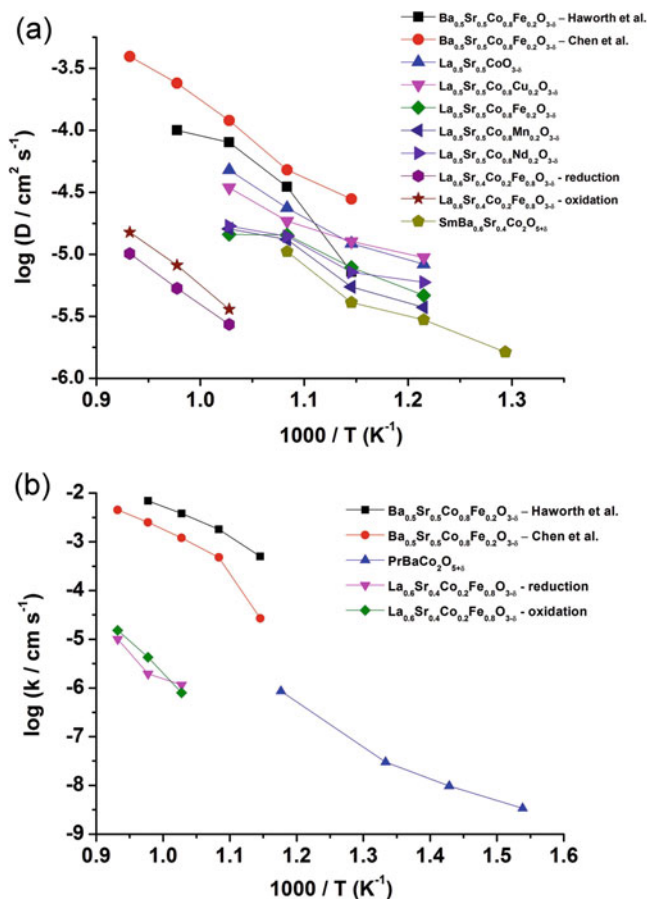 (a)
Ba₀.₅Sr₀.₅Co₀.₈Fe₀.₂O₃₋δ – Haworth et al.
Ba₀.₅Sr₀.₅Co₀.₈Fe₀.₂O₃₋δ – Chen et al.
La₀.₅Sr₀.₅CoO₃₋δ
La₀.₅Sr₀.₅Co₀.₈Cu₀.₂O₃₋δ
La₀.₅Sr₀.₅Co₀.₈Fe₀.₂O₃₋δ
La₀.₅Sr₀.₅Co₀.₈Mn₀.₂O₃₋δ
La₀.₅Sr₀.₅Co₀.₈Nd₀.₂O₃₋δ
La₀.₆Sr₀.₄Co₀.₂Fe₀.₈O₃₋δ - reduction
La₀.₆Sr₀.₄Co₀.₂Fe₀.₈O₃₋δ - oxidation
SmBa₀.₆Sr₀.₄Co₂O₅₊δ
log (D / cm² s⁻¹)
-3.5
-4.0
-4.5
-5.0
-5.5
-6.0
0.9 1.0 1.1 1.2 1.3
1000 / T (K⁻¹)
(b)
Ba₀.₅Sr₀.₅Co₀.₈Fe₀.₂O₃₋δ – Haworth et al.
Ba₀.₅Sr₀.₅Co₀.₈Fe₀.₂O₃₋δ – Chen et al.
PrBaCo₂O₅₊δ
La₀.₆Sr₀.₄Co₀.₂Fe₀.₈O₃₋δ - reduction
La₀.₆Sr₀.₄Co₀.₂Fe₀.₈O₃₋δ - oxidation
log (k / cm s⁻¹)
-2
-3
-4
-5
-6
-7
-8
-9
0.9 1.0 1.1 1.2 1.3 1.4 1.5 1.6
1000 / T (K⁻¹)